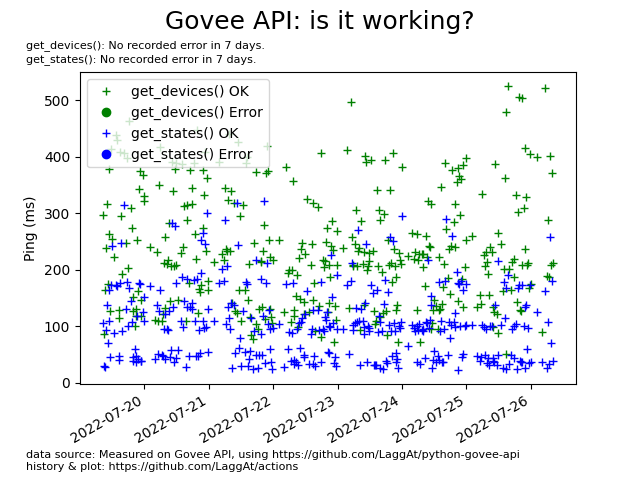 Govee API: is it working?
get_devices(): No recorded error in 7 days.
get_states(): No recorded error in 7 days.
get_devices() OK
get_devices() Error
get_states() OK
get_states() Error
Ping (ms)
500
400
300
200
100
0
2022-07-20
2022-07-21
2022-07-22
2022-07-23
2022-07-24
2022-07-25
2022-07-26
data source: Measured on Govee API, using https://github.com/LaggAt/python-govee-api
history & plot: https://github.com/LaggAt/actions